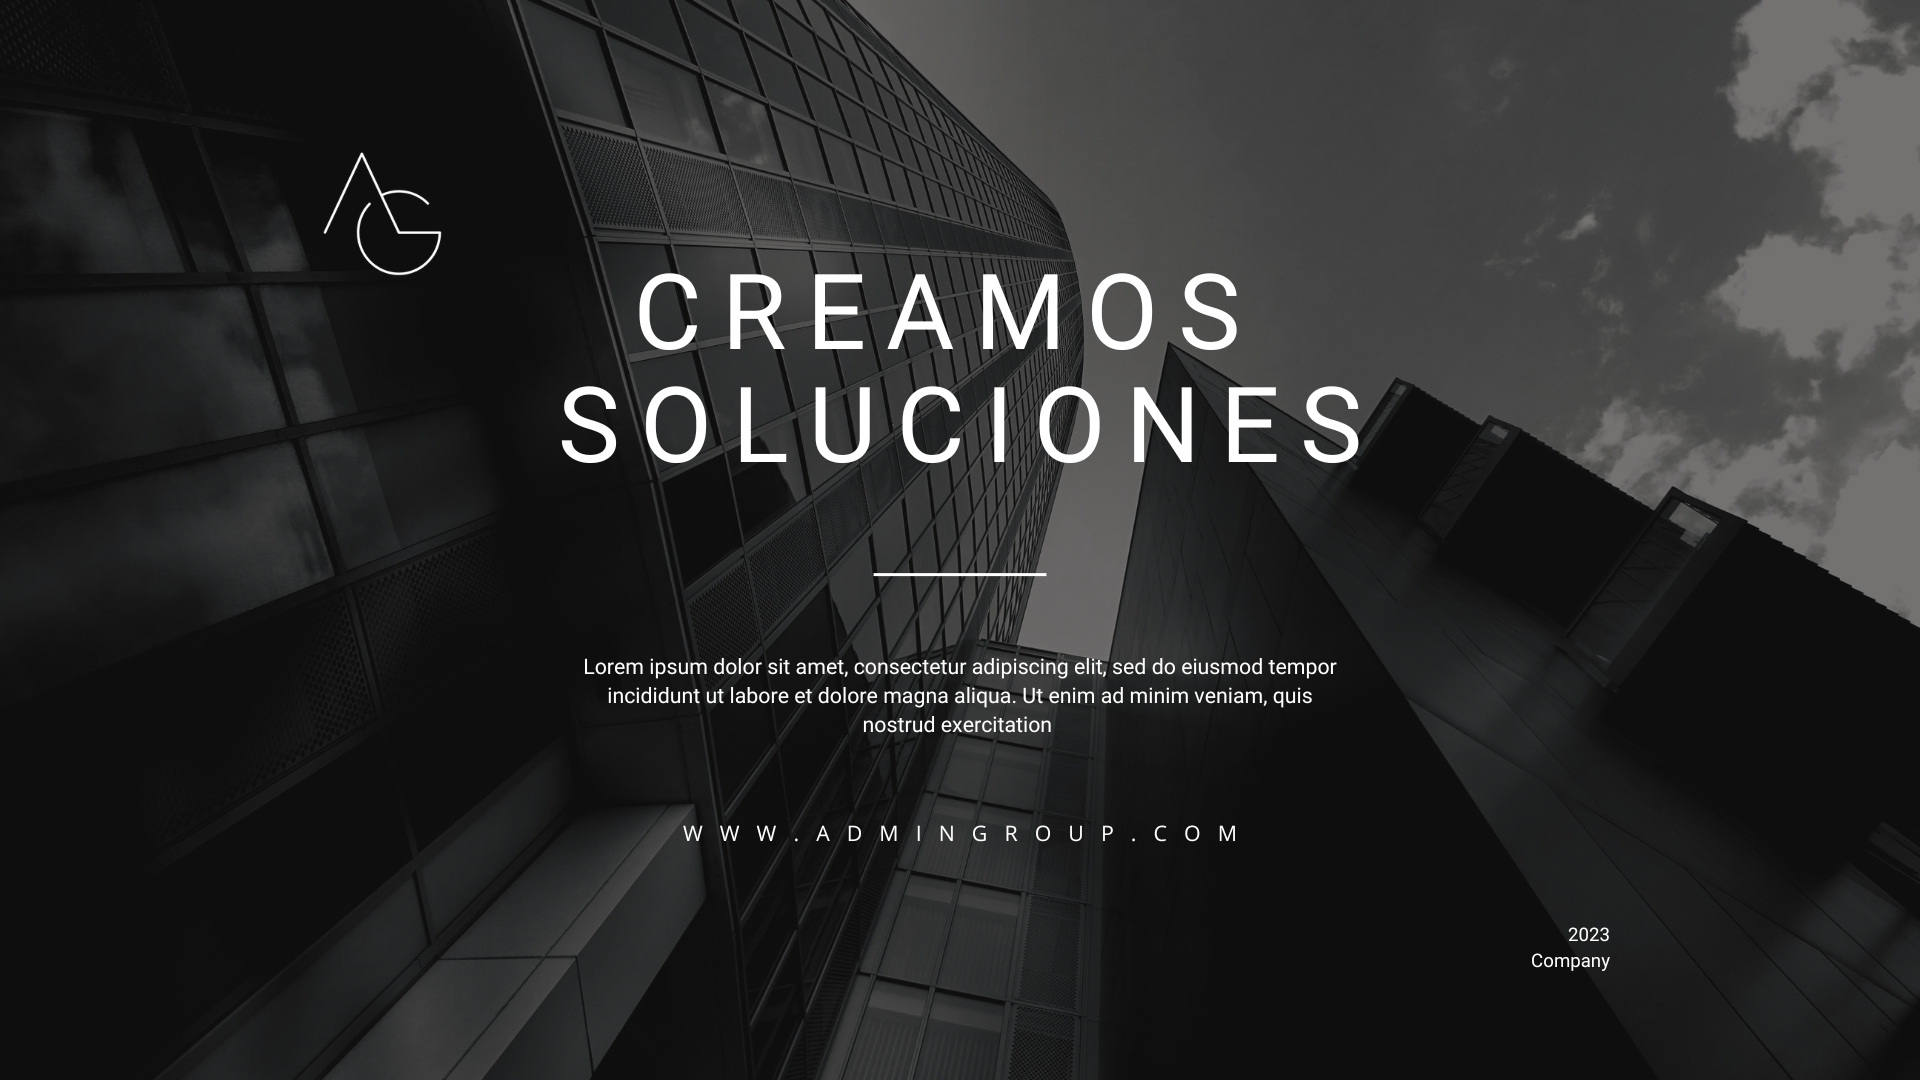 AG
CREAMOS
SOLUCIONES
Lorem ipsum dolor sit amet, consectetur adipiscing elit, sed do eiusmod tempor
incididunt ut labore et dolore magna aliqua. Ut enim ad minim veniam, quis
nostrud exercitation
WWW.ADMINGROUP.COM
2023
Company